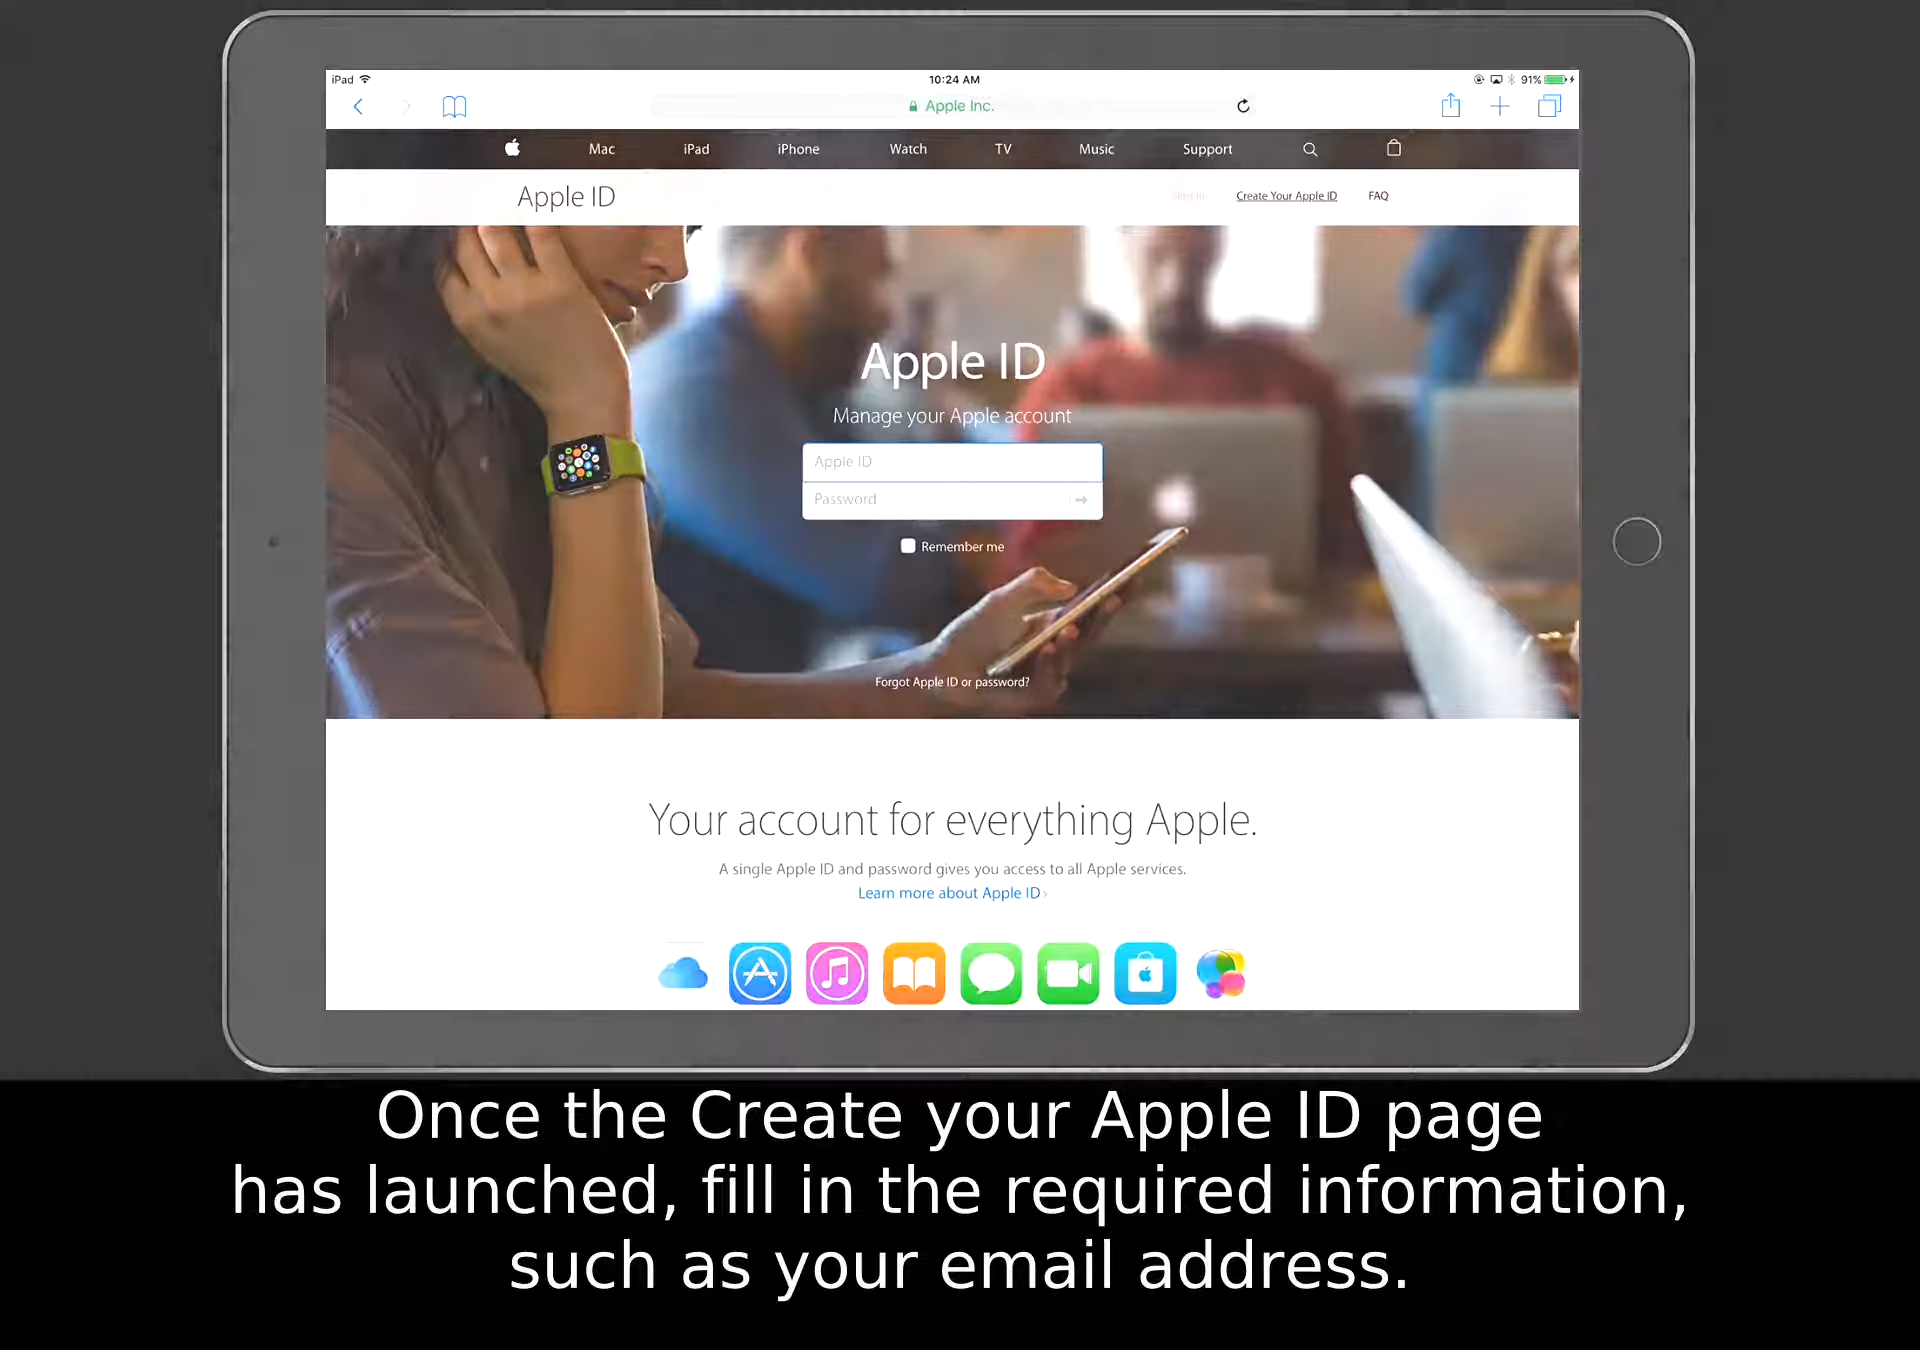 iPad
10:24 AM
91%
Apple Inc.
Mac iPad iPhone Watch TV Music Support
Apple ID
Sign In Create Your Apple ID FAQ
Apple ID
Manage your Apple account
Apple ID
Password
Remember me
Forgot Apple ID or password?
Your account for everything Apple.
A single Apple ID and password gives you access to all Apple services.
Learn more about Apple ID ›
Once the Create your Apple ID page
has launched, fill in the required information,
such as your email address.